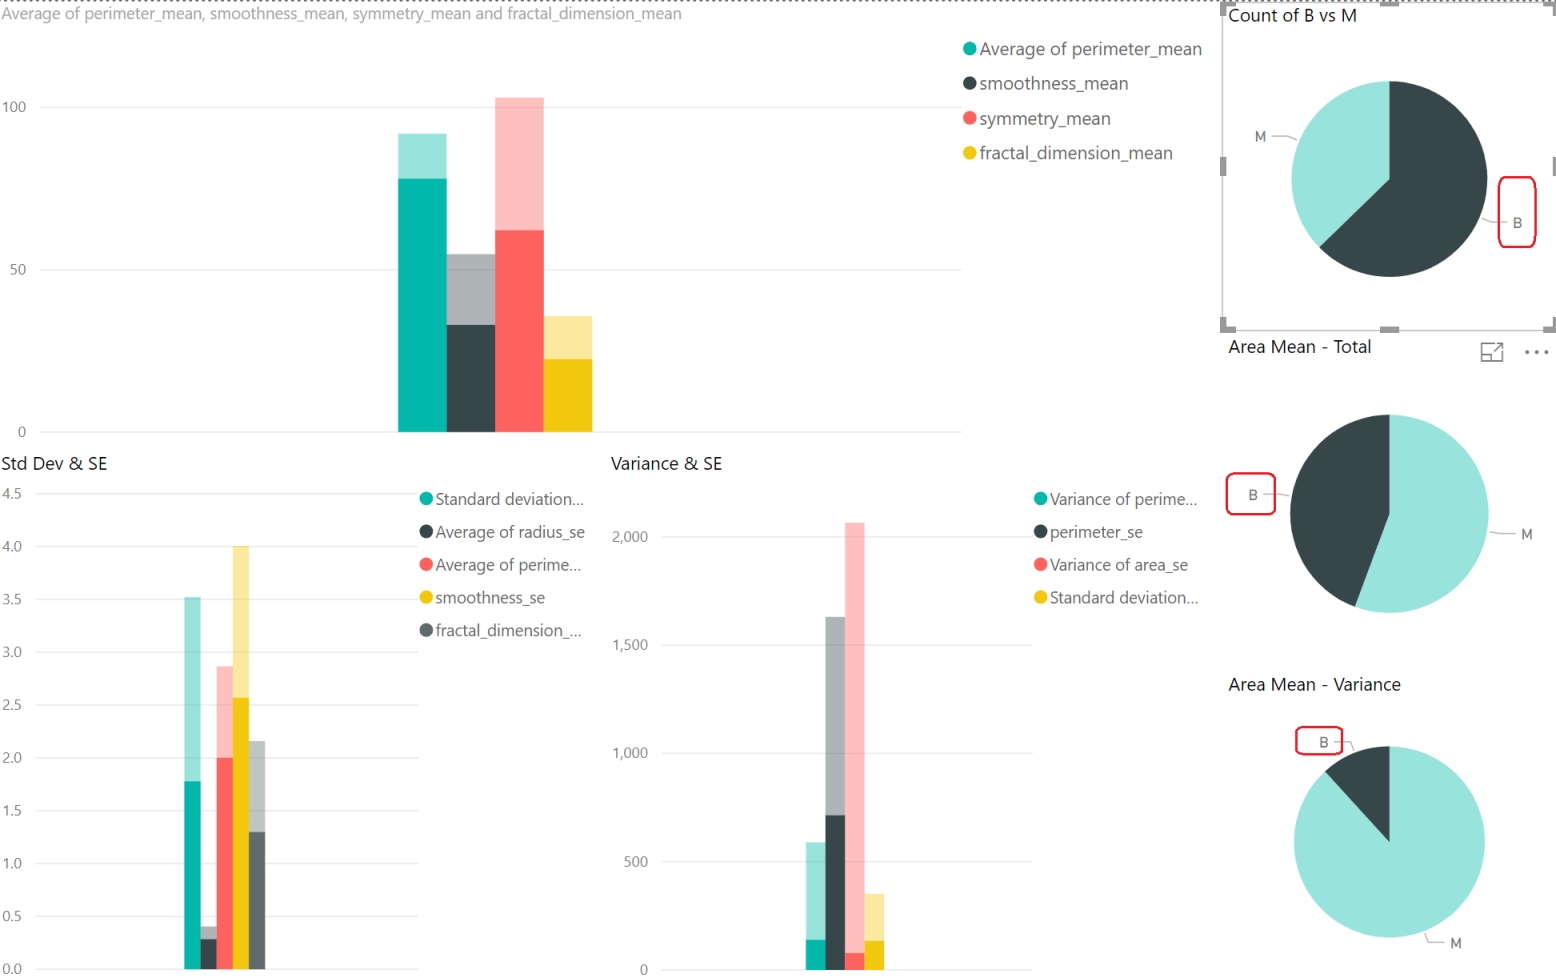 Average of perimeter_mean, smoothness_mean, symmetry_mean and fractal_dimension_mean
Average of perimeter_mean
smoothness_mean
symmetry_mean
fractal_dimension_mean
100
50
0
Count of B vs M
M
B
Area Mean - Total
B
M
Std Dev & SE
4.5
4.0
3.5
3.0
2.5
2.0
1.5
1.0
0.5
0.0
Standard deviation...
Average of radius_se
Average of perime...
smoothness_se
fractal_dimension_...
Variance & SE
2,000
1,500
1,000
500
0
Variance of perime...
perimeter_se
Variance of area_se
Standard deviation...
Area Mean - Variance
B
M